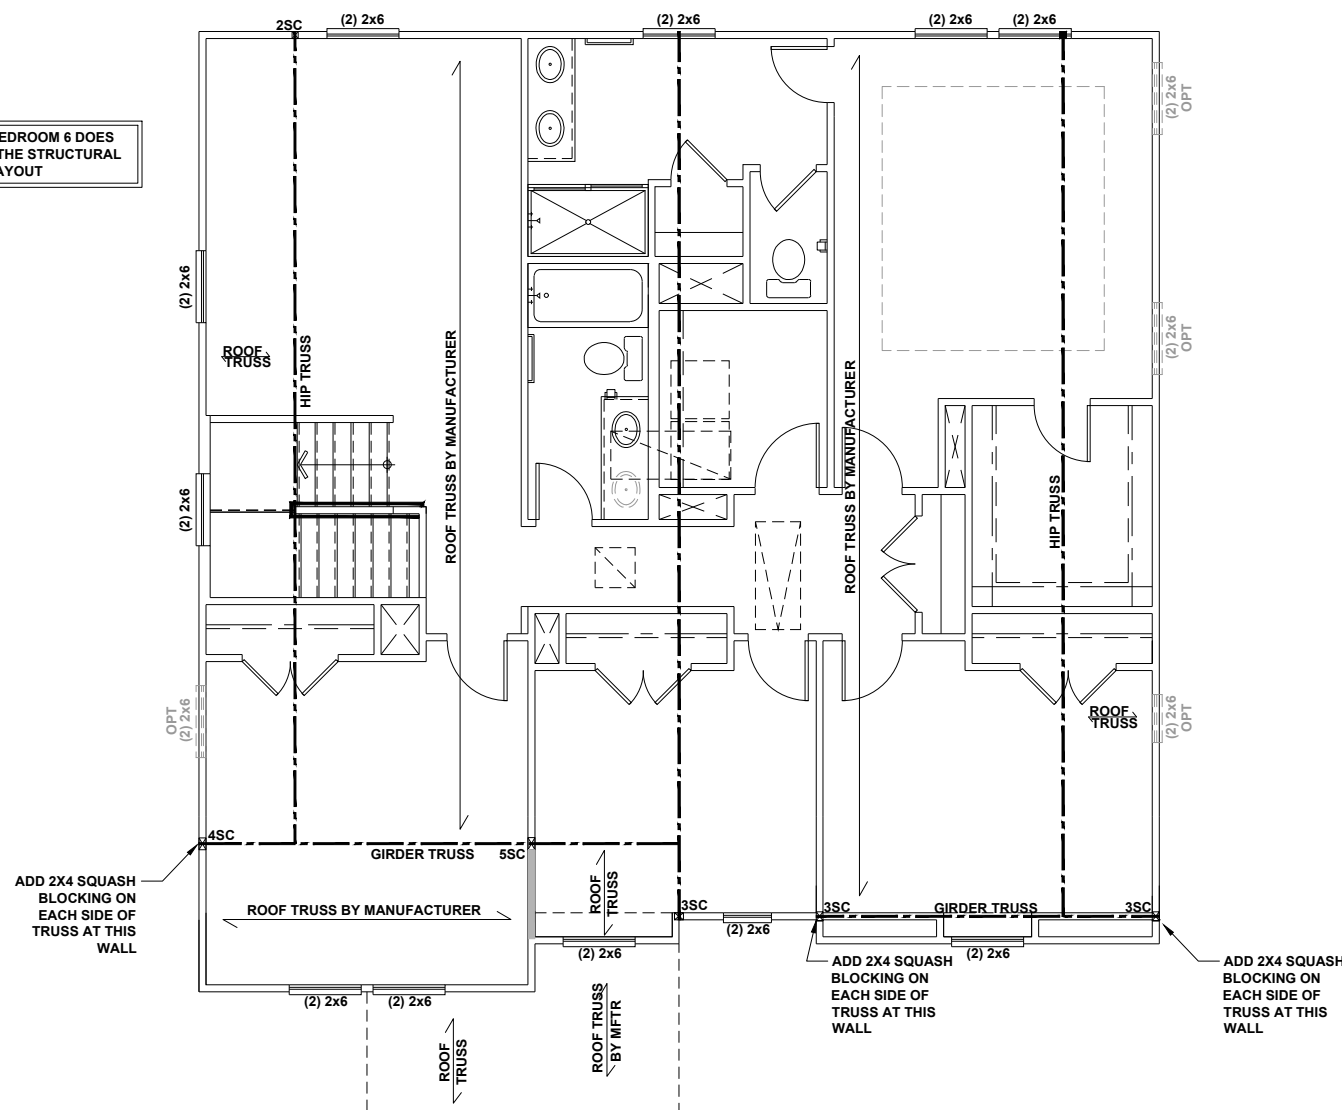 2SC
(2) 2x6
(2) 2x6
(2) 2x6
(2) 2x6
(2) 2x6
OPT
EDROOM 6 DOES
THE STRUCTURAL
AYOUT
(2) 2x6
ROOF
TRUSS
HIP TRUSS
ROOF TRUSS BY MANUFACTURER
ROOF TRUSS BY MANUFACTURER
(2) 2x6
OPT
(2) 2x6
HIP TRUSS
OPT
(2) 2x6
ROOF
TRUSS
(2) 2x6
OPT
4SC
GIRDER TRUSS
5SC
ADD 2X4 SQUASH
BLOCKING ON
EACH SIDE OF
TRUSS AT THIS
WALL
ROOF TRUSS BY MANUFACTURER
ROOF
TRUSS
3SC
(2) 2x6
3SC
GIRDER TRUSS
3SC
(2) 2x6
(2) 2x6
ADD 2X4 SQUASH
BLOCKING ON
EACH SIDE OF
TRUSS AT THIS
WALL
ADD 2X4 SQUASH
BLOCKING ON
EACH SIDE OF
TRUSS AT THIS
WALL
(2) 2x6
(2) 2x6
ROOF TRUSS
BY MFTR
ROOF
TRUSS